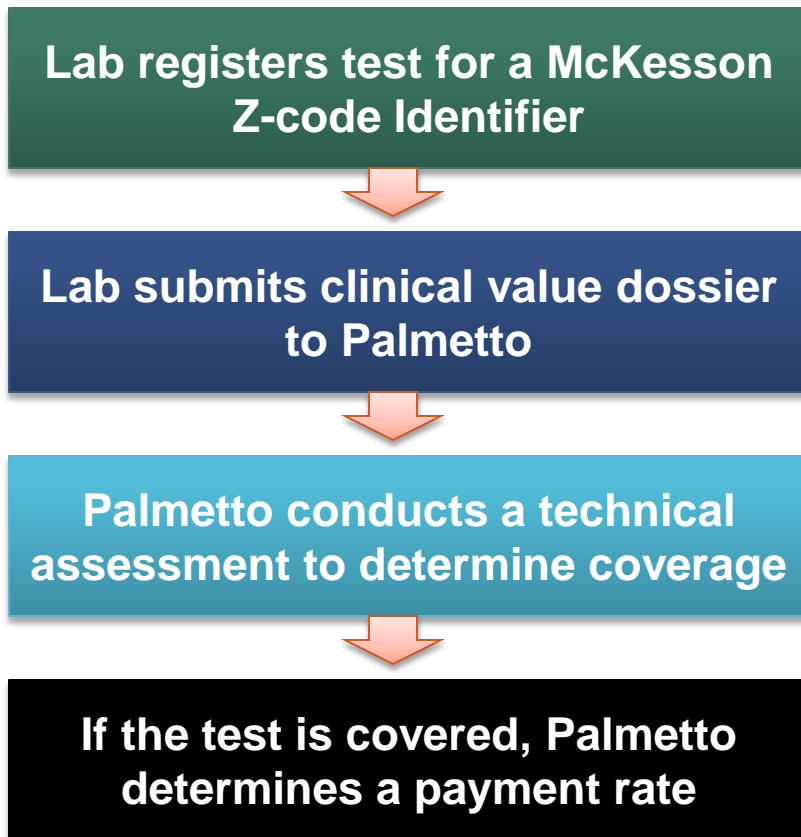 Lab registers test for a McKesson
Z-code Identifier
Lab submits clinical value dossier
to Palmetto
Palmetto conducts a technical
assessment to determine coverage
If the test is covered, Palmetto
determines a payment rate